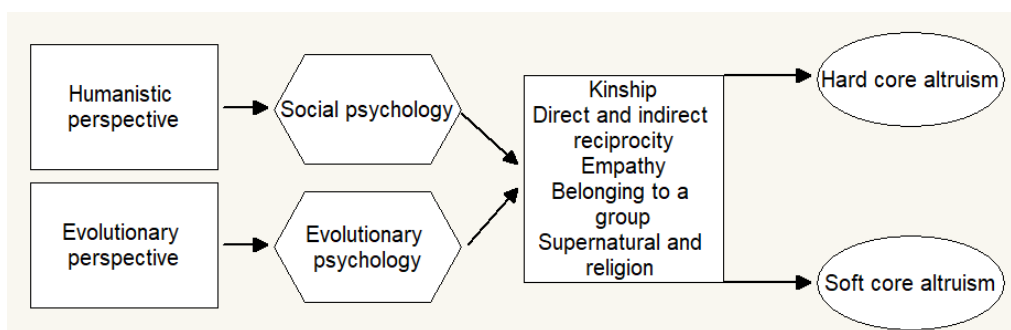 Humanistic
perspective
Social psychology
Evolutionary
perspective
Evolutionary
psychology
Kinship
Direct and indirect
reciprocity
Empathy
Belonging to a
group
Supernatural and
religion
Hard core altruism
Soft core altruism